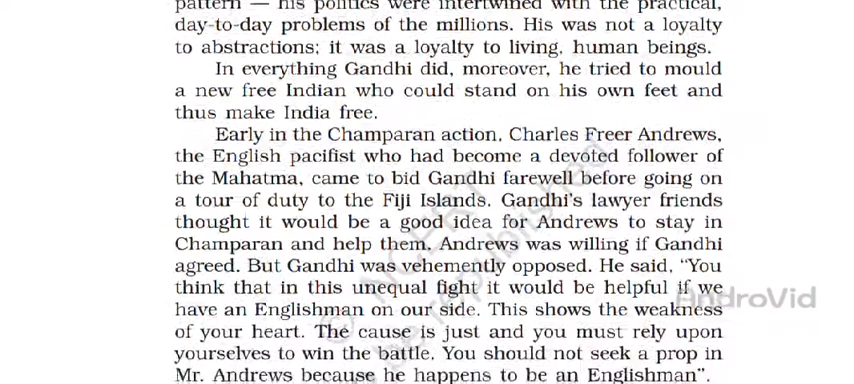 pattern — his politics were intertwined with the practical,
day-to-day problems of the millions. His was not a loyalty
to abstractions; it was a loyalty to living, human beings.
In everything Gandhi did, moreover, he tried to mould
a new free Indian who could stand on his own feet and
thus make India free.
Early in the Champaran action, Charles Freer Andrews,
the English pacifist who had become a devoted follower of
the Mahatma, came to bid Gandhi farewell before going on
a tour of duty to the Fiji Islands. Gandhi's lawyer friends
thought it would be a good idea for Andrews to stay in
Champaran and help them. Andrews was willing if Gandhi
agreed. But Gandhi was vehemently opposed. He said, “You
think that in this unequal fight it would be helpful if we
have an Englishman on our side. This shows the weakness
of your heart. The cause is just and you must rely upon
yourselves to win the battle. You should not seek a prop in
Mr. Andrews because he happens to be an Englishman”.
© NCERT
be republished
AndroVid